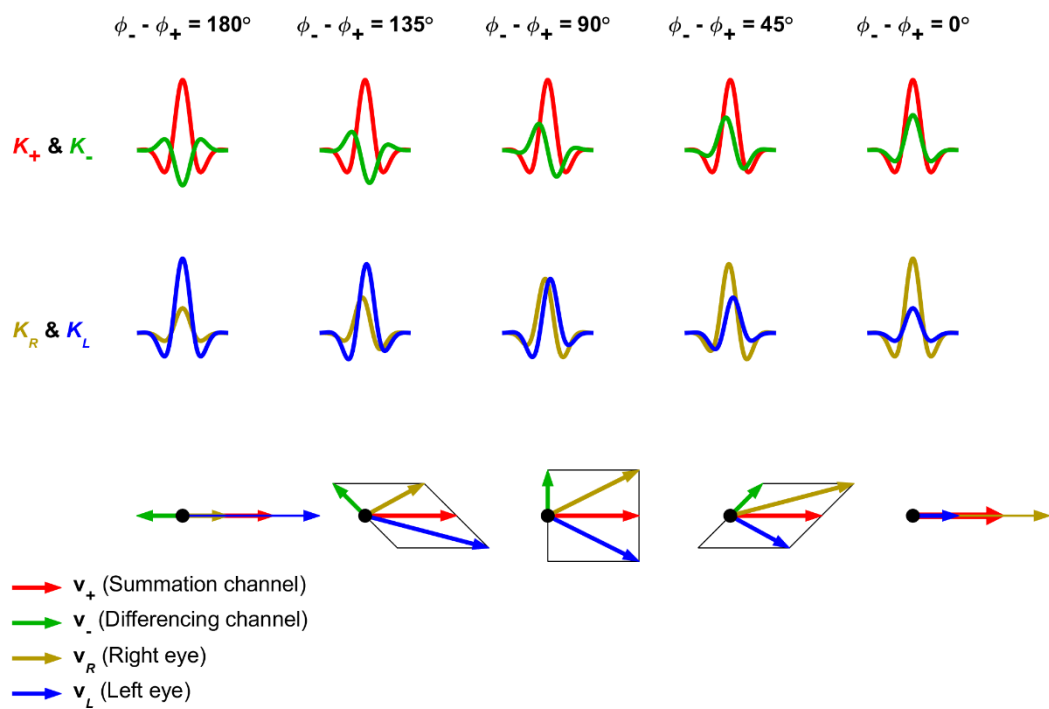 ϕ₋ - ϕ₊ = 180° ϕ₋ - ϕ₊ = 135° ϕ₋ - ϕ₊ = 90° ϕ₋ - ϕ₊ = 45° ϕ₋ - ϕ₊ = 0°
K₊ & K₋
K_R & K_L
v₊ (Summation channel)
v₋ (Differencing channel)
v_R (Right eye)
v_L (Left eye)